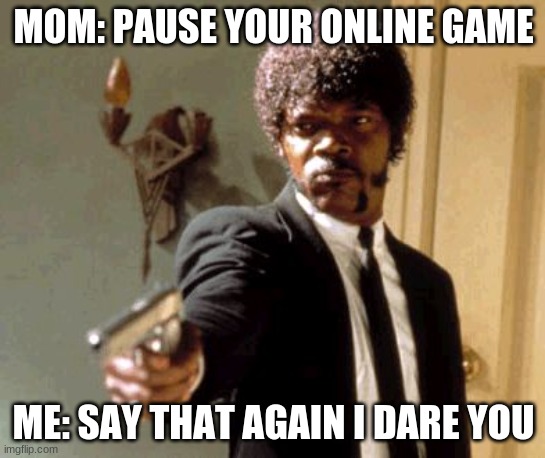 MOM: PAUSE YOUR ONLINE GAME
ME: SAY THAT AGAIN I DARE YOU
imgflip.com